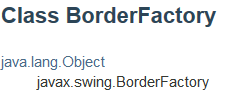 Class BorderFactory
java.lang.Object
javax.swing.BorderFactory